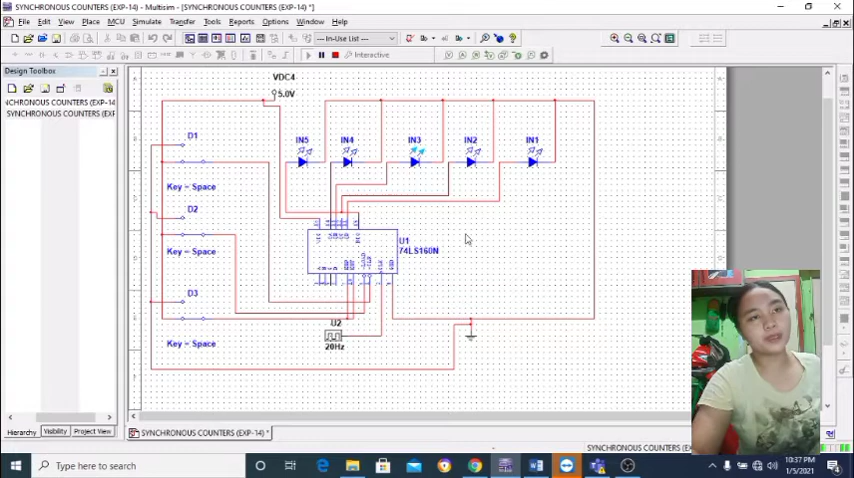 SYNCHRONOUS COUNTERS (EXP-14) - Multisim - [SYNCHRONOUS COUNTERS (EXP-14) *]
File Edit View Place MCU Simulate Transfer Tools Reports Options Window Help
--- In-Use List ---
Interactive
Design Toolbox
SYNCHRONOUS COUNTERS (EXP-14
SYNCHRONOUS COUNTERS (EXP-14
VDC4
5.0V
D1
IN5 IN4 IN3 IN2 IN1
Key = Space
D2
Key = Space
U1
74LS160N
D3
U2
20Hz
Key = Space
Hierarchy Visibility Project View
SYNCHRONOUS COUNTERS (EXP-14) *
SYNCHRONOUS COUNTERS (EXP-
Type here to search
10:37 PM
1/5/2021